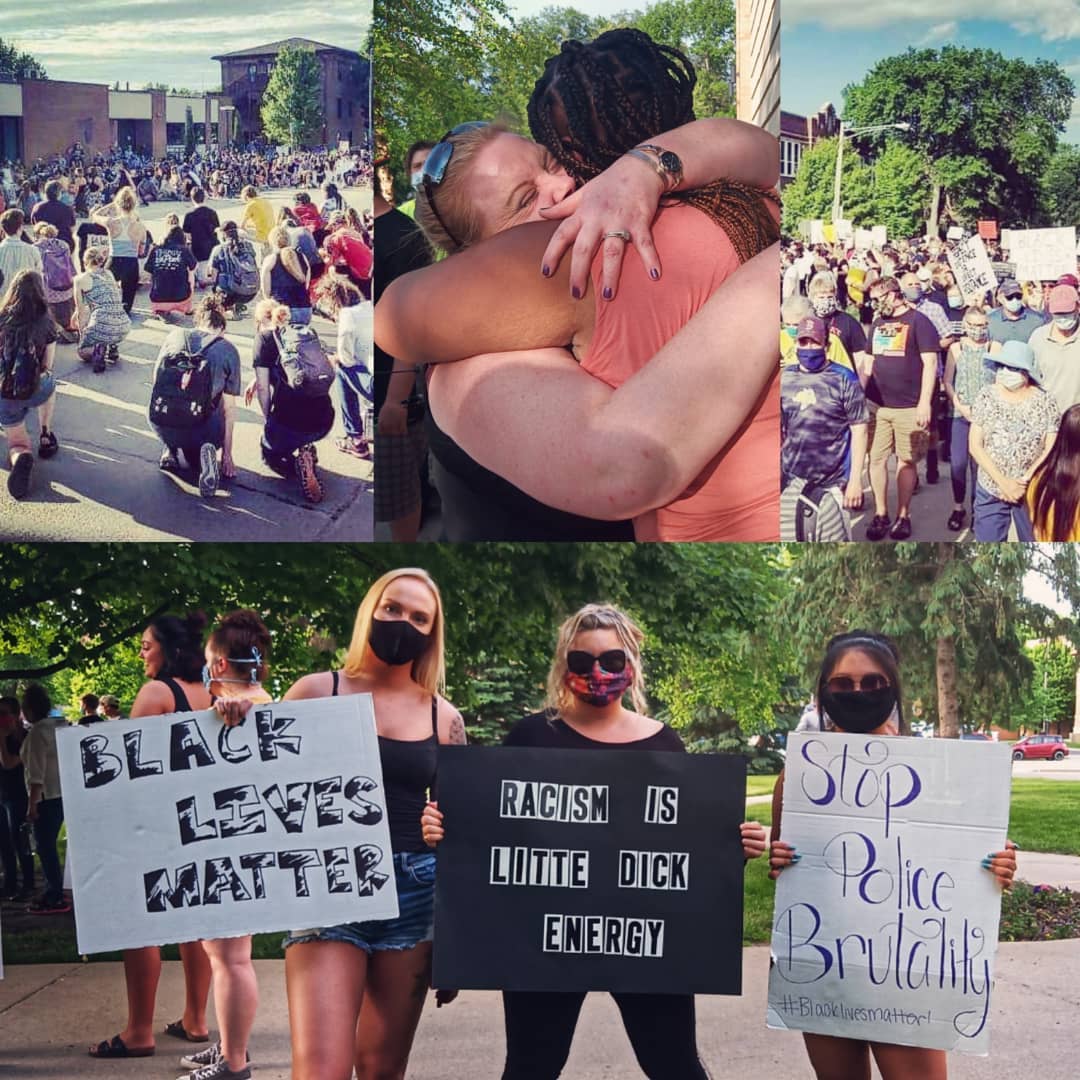 BLACK
LIVES
MATTER
RACISM IS
LITTE DICK
ENERGY
Stop
Police
Brutality
#Blacklivesmatter!